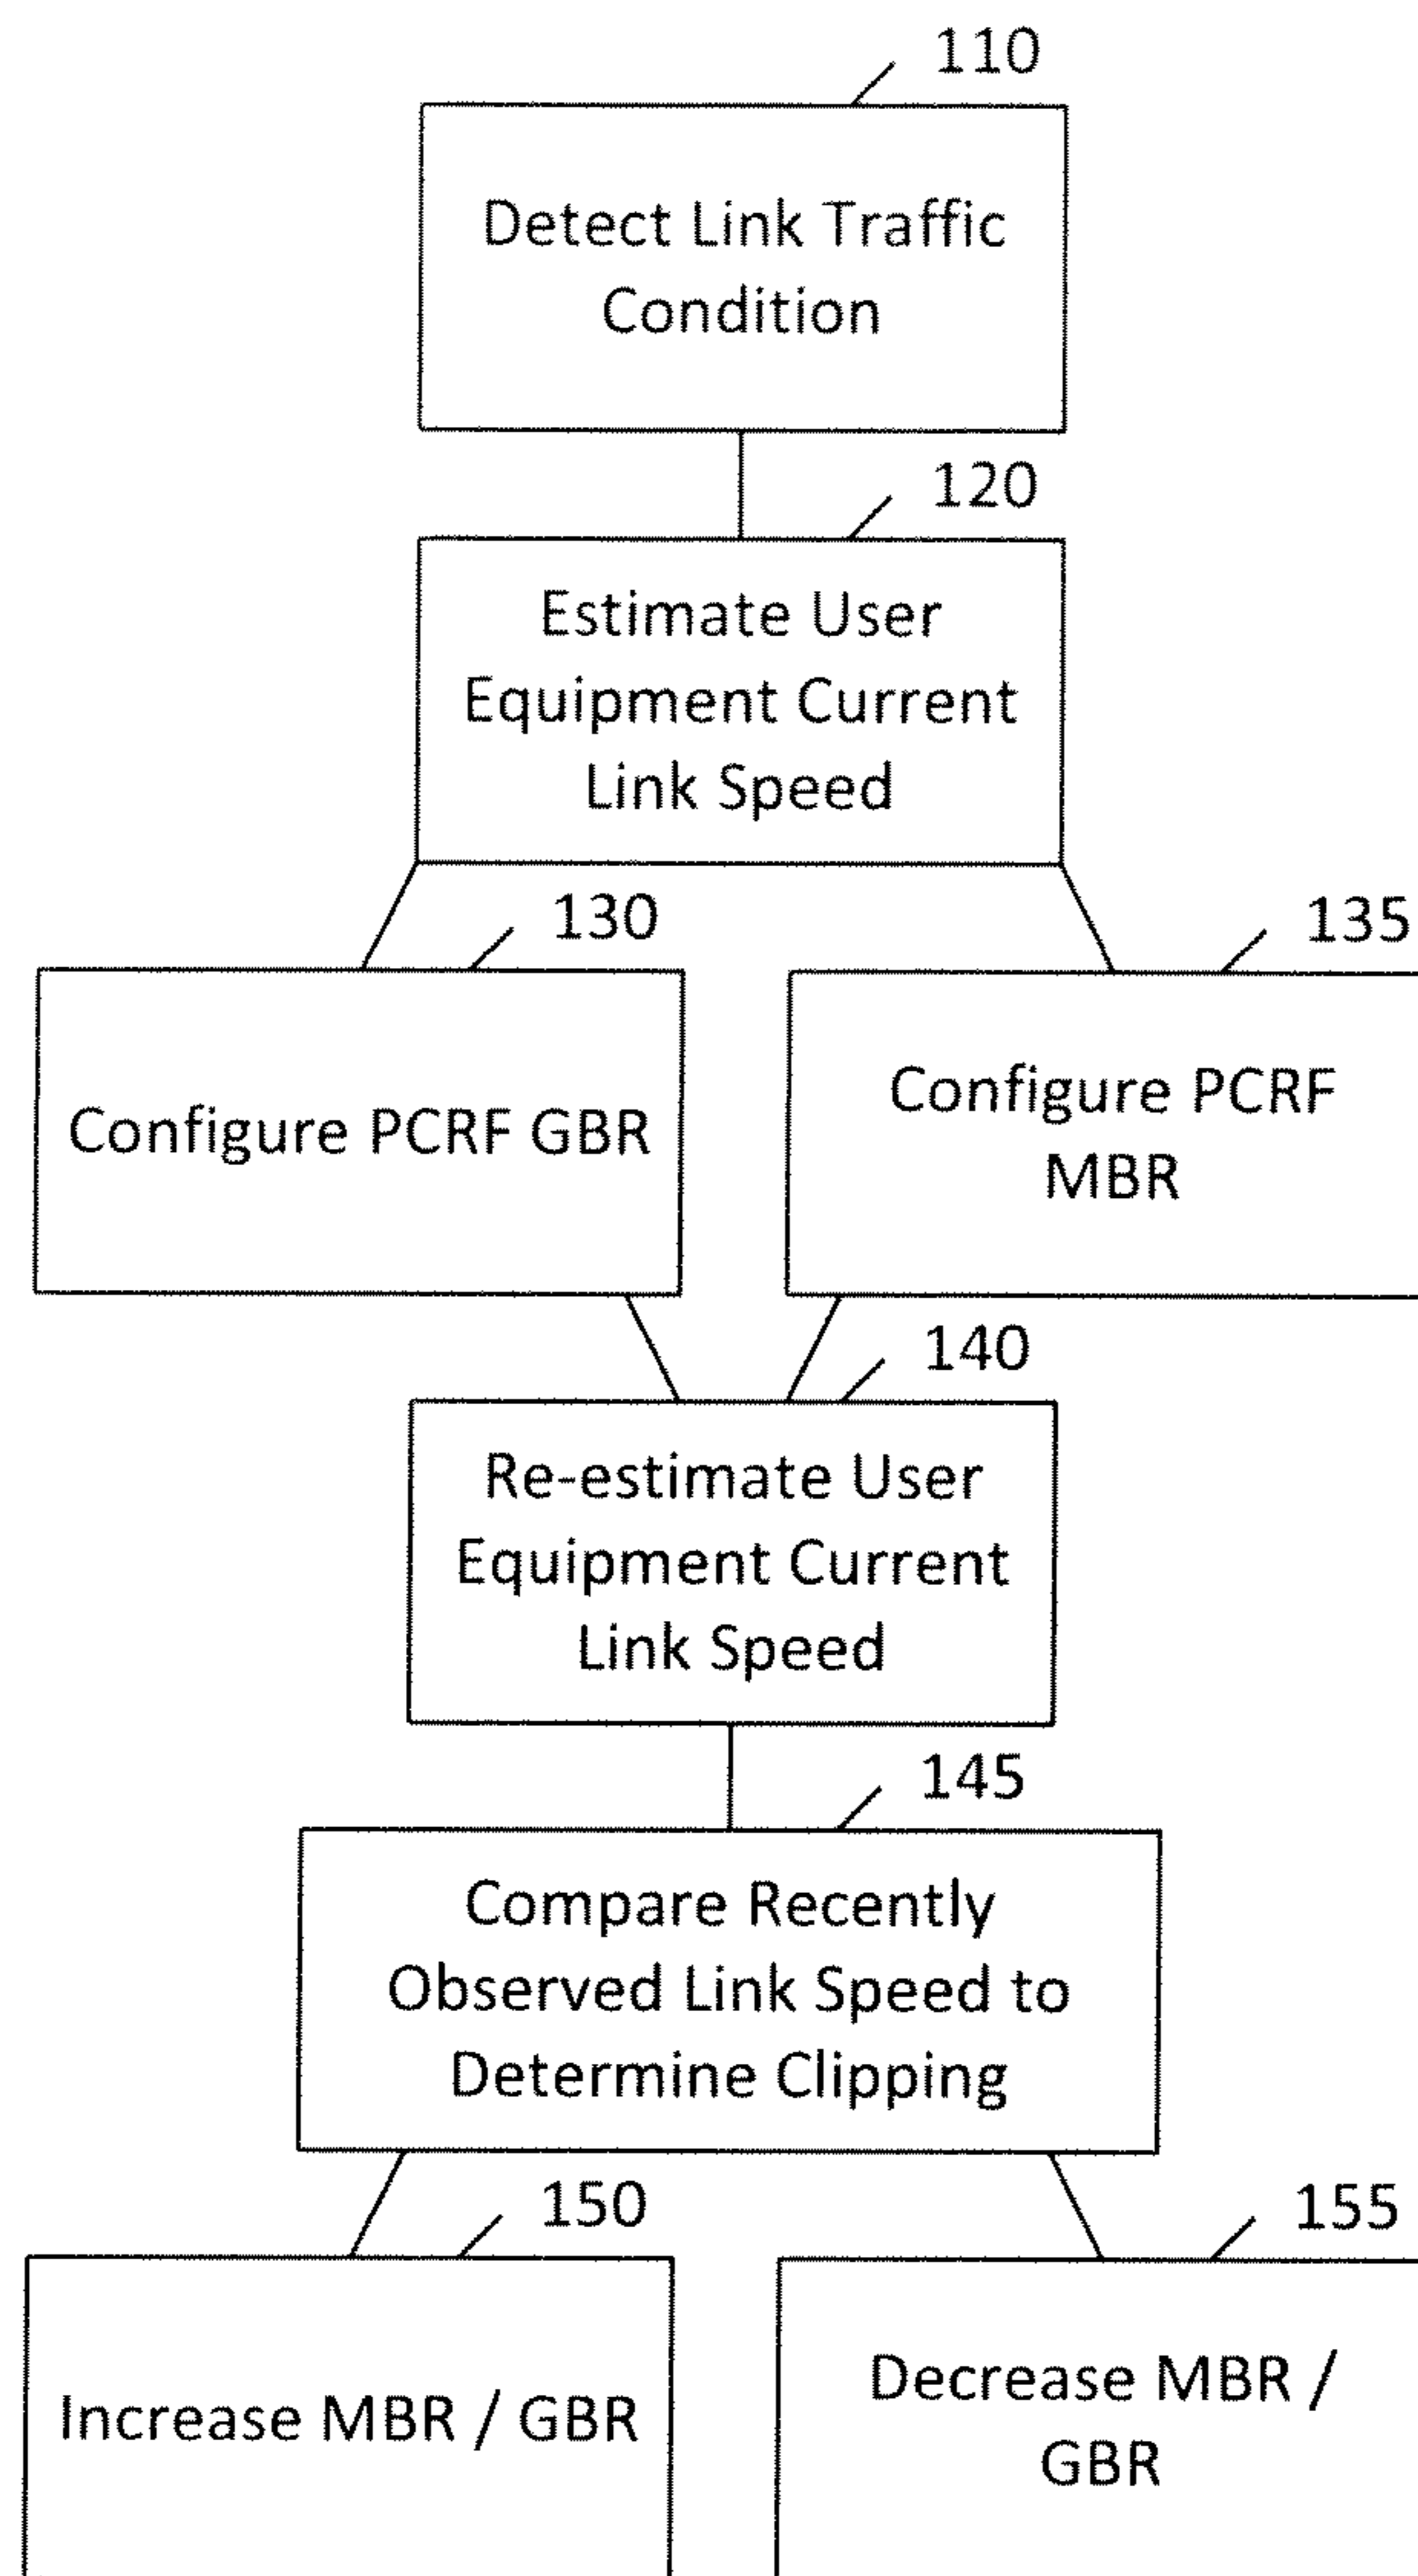 110
Detect Link Traffic
Condition
120
Estimate User
Equipment Current
Link Speed
130
135
Configure PCRF GBR
Configure PCRF
MBR
140
Re-estimate User
Equipment Current
Link Speed
145
Compare Recently
Observed Link Speed to
Determine Clipping
150
155
Increase MBR / GBR
Decrease MBR /
GBR